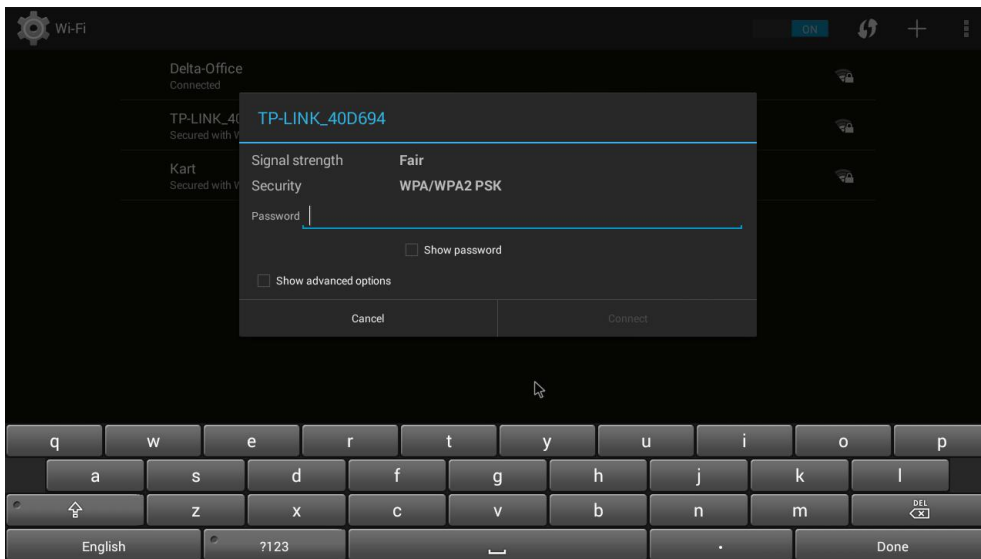 Wi-Fi
ON
Delta-Office
Connected
TP-LINK_40
Secured with W
Kart
Secured with W
TP-LINK_40D694
Signal strength Fair
Security WPA/WPA2 PSK
Password
Show password
Show advanced options
Cancel Connect
q w e r t y u i o p
a s d f g h j k l
z x c v b n m DEL
English ?123 . Done